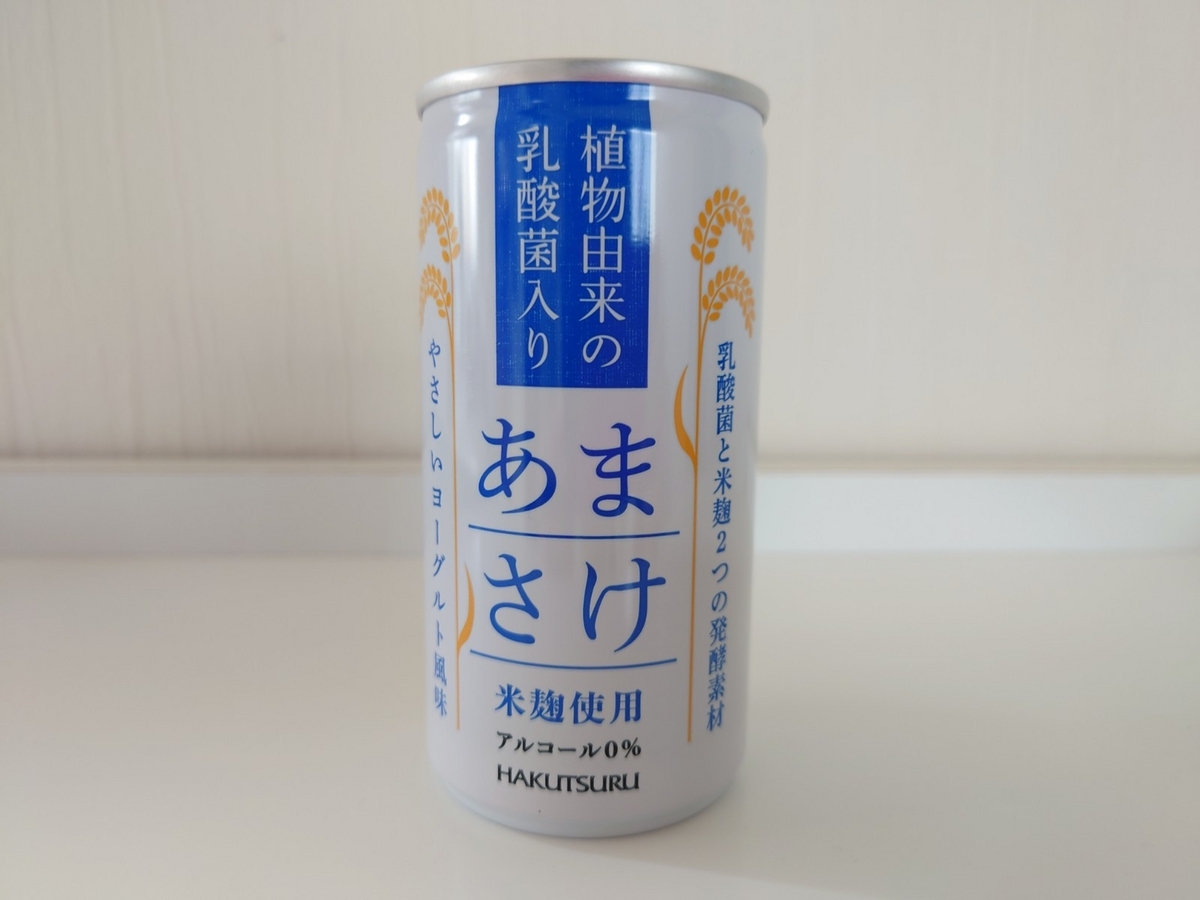 植物由来の
乳酸菌入り
あま
さけ
米麹使用
アルコール0%
HAKUTSURU
乳酸菌と米麹2つの発酵素材
やさしいヨーグルト風味